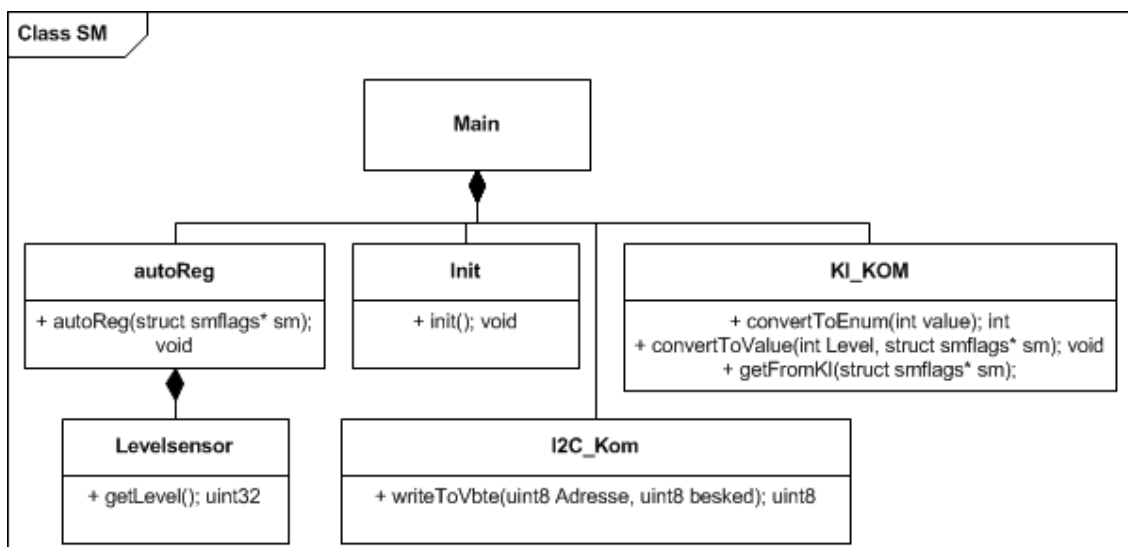 Class SM
Main
autoReg
+ autoReg(struct smflags* sm);
void
Init
+ init(); void
KI_KOM
+ convertToEnum(int value); int
+ convertToValue(int Level, struct smflags* sm); void
+ getFromKI(struct smflags* sm);
Levelsensor
+ getLevel(); uint32
I2C_Kom
+ writeToVbte(uint8 Adresse, uint8 besked); uint8